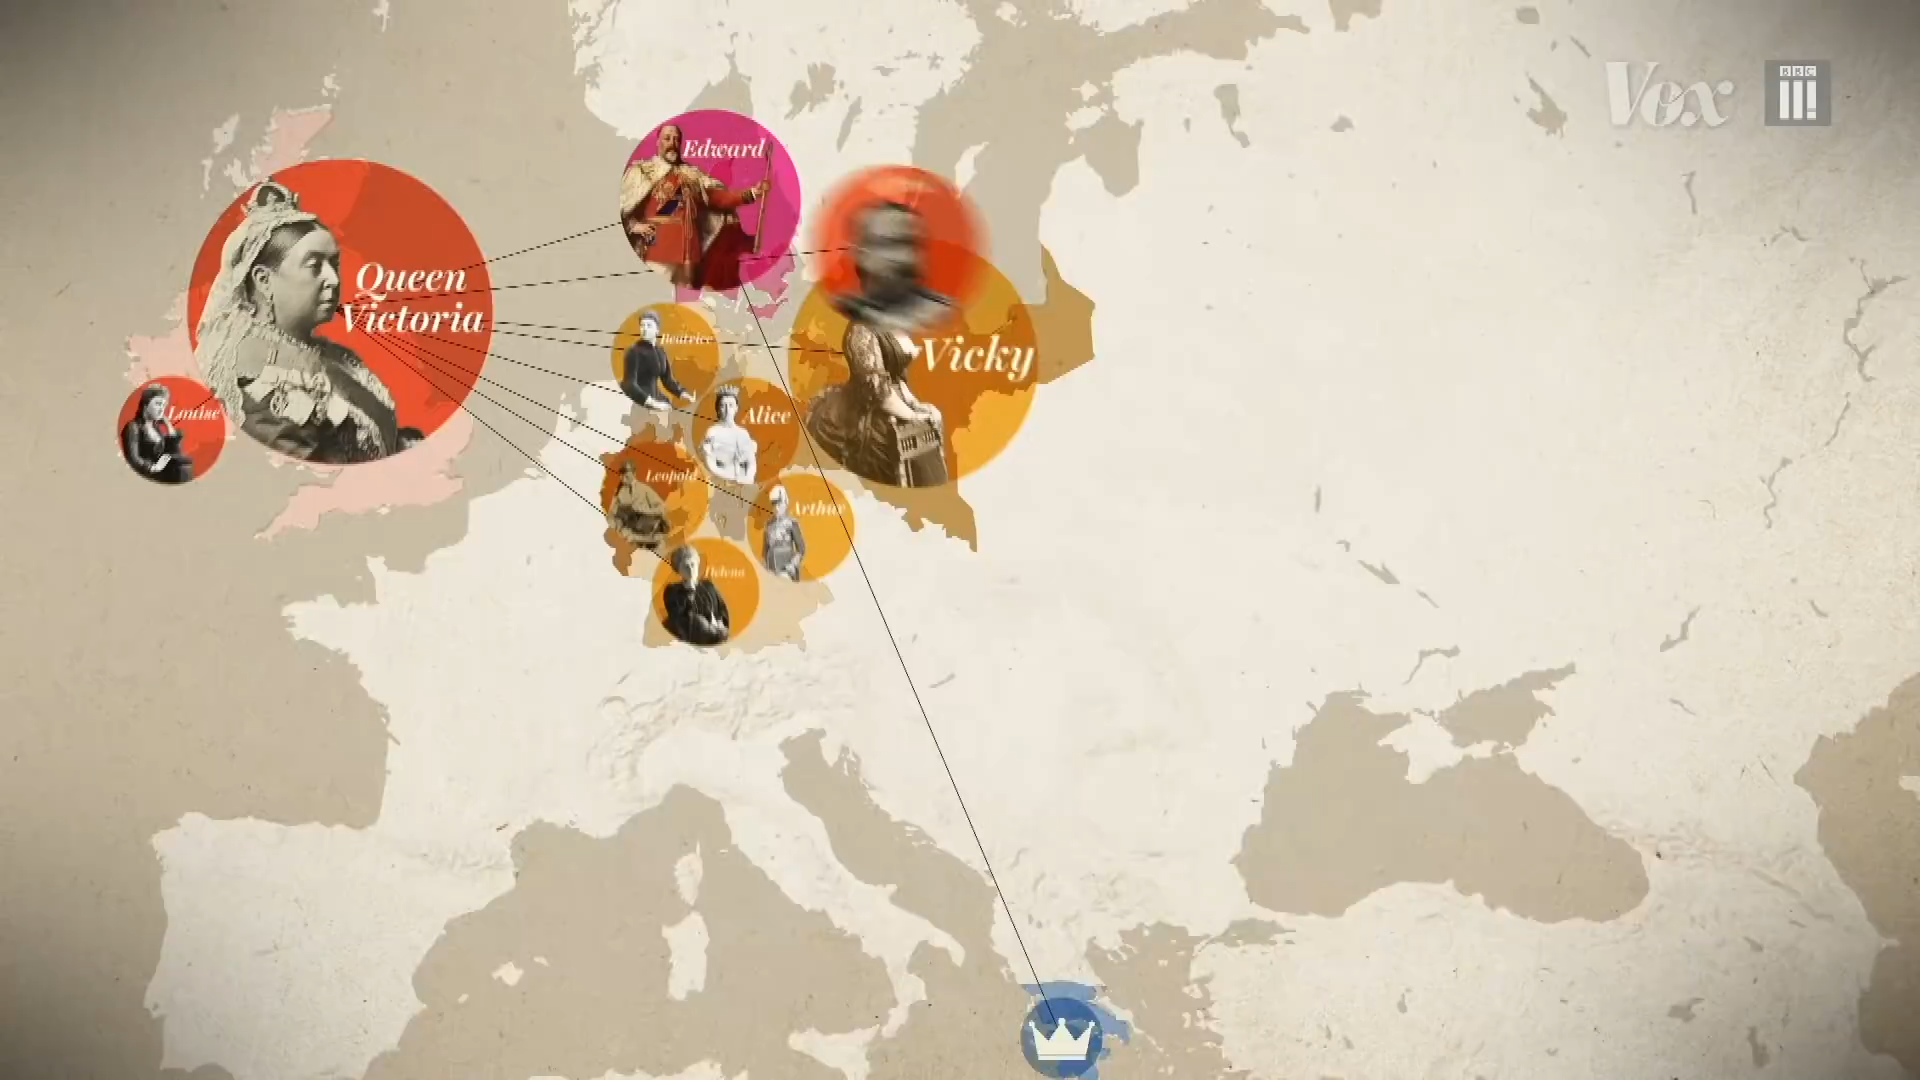 Vox
BBC
Edward
Queen
Victoria
Beatrice
Vicky
Louise
Alice
Leopold
Arthur
Helena